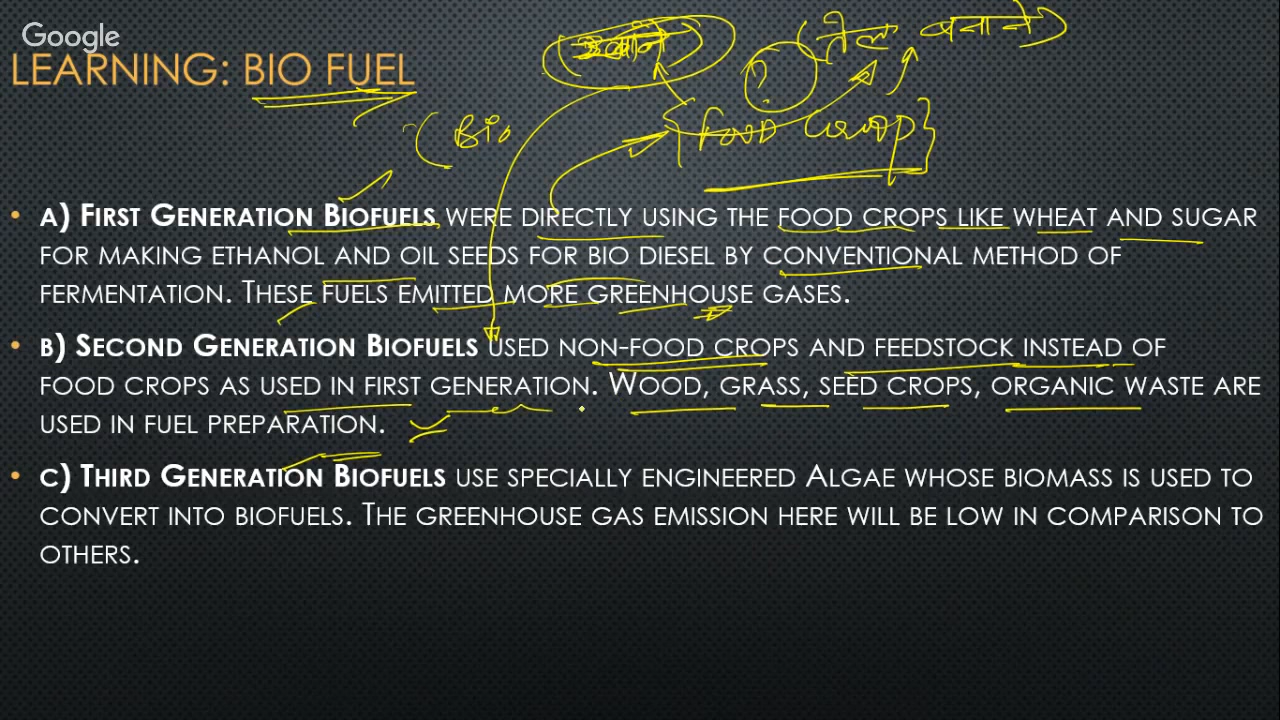 Google
LEARNING: BIO FUEL
(तेल बनाने)
?
(Bio
{FOOD Crop}
• A) FIRST GENERATION BIOFUELS WERE DIRECTLY USING THE FOOD CROPS LIKE WHEAT AND SUGAR
FOR MAKING ETHANOL AND OIL SEEDS FOR BIO DIESEL BY CONVENTIONAL METHOD OF
FERMENTATION. THESE FUELS EMITTED MORE GREENHOUSE GASES.
• B) SECOND GENERATION BIOFUELS USED NON-FOOD CROPS AND FEEDSTOCK INSTEAD OF
FOOD CROPS AS USED IN FIRST GENERATION. WOOD, GRASS, SEED CROPS, ORGANIC WASTE ARE
USED IN FUEL PREPARATION.
• C) THIRD GENERATION BIOFUELS USE SPECIALLY ENGINEERED ALGAE WHOSE BIOMASS IS USED TO
CONVERT INTO BIOFUELS. THE GREENHOUSE GAS EMISSION HERE WILL BE LOW IN COMPARISON TO
OTHERS.